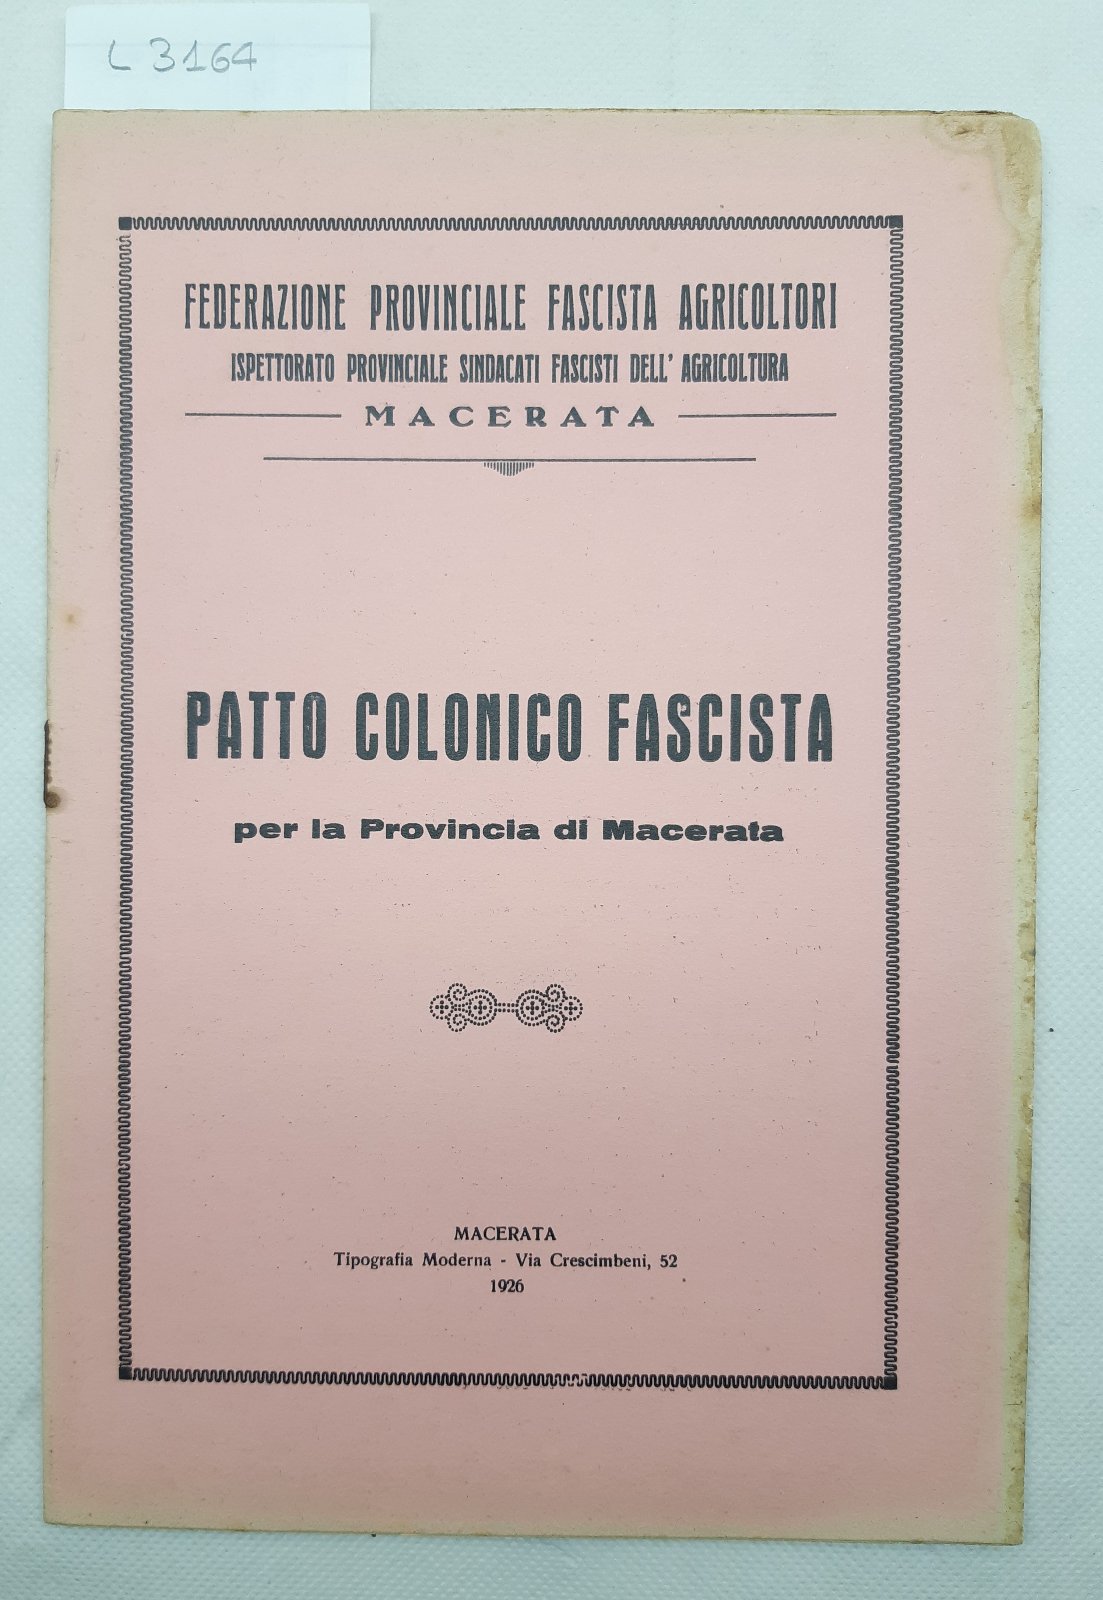 L 3164
FEDERAZIONE PROVINCIALE FASCISTA AGRICOLTORI
ISPETTORATO PROVINCIALE SINDACATI FASCISTI DELL' AGRICOLTURA
MACERATA
PATTO COLONICO FASCISTA
per la Provincia di Macerata
MACERATA
Tipografia Moderna - Via Crescimbeni, 52
1926